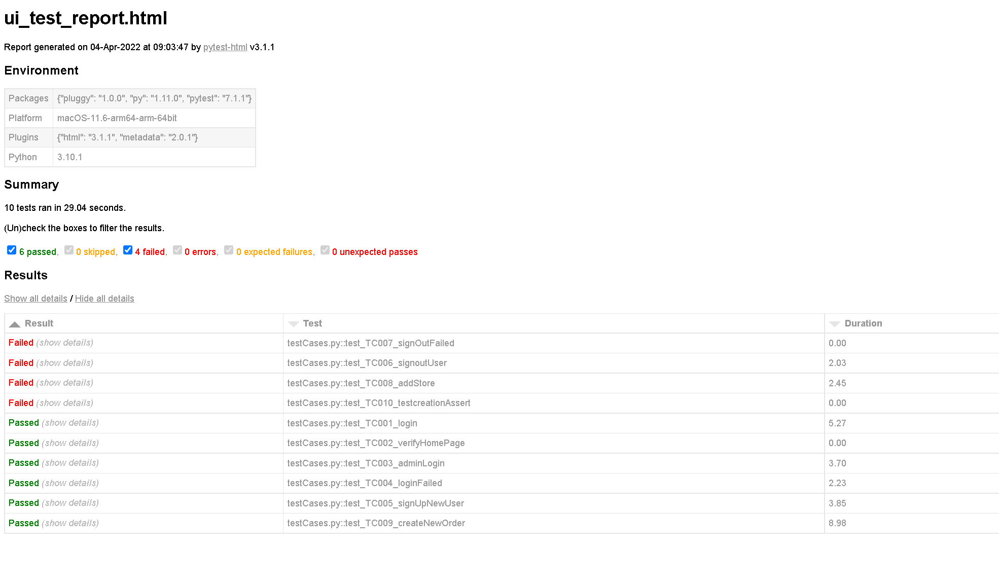 ui_test_report.html
Report generated on 04-Apr-2022 at 09:03:47 by pytest-html v3.1.1
Environment
Packages {"pluggy": "1.0.0", "py": "1.11.0", "pytest": "7.1.1"}
Platform macOS-11.6-arm64-arm-64bit
Plugins {"html": "3.1.1", "metadata": "2.0.1"}
Python 3.10.1
Summary
10 tests ran in 29.04 seconds.
(Un)check the boxes to filter the results.
6 passed, 0 skipped, 4 failed, 0 errors, 0 expected failures, 0 unexpected passes
Results
Show all details / Hide all details
Result Test Duration
Failed (show details) testCases.py::test_TC007_signOutFailed 0.00
Failed (show details) testCases.py::test_TC006_signoutUser 2.03
Failed (show details) testCases.py::test_TC008_addStore 2.45
Failed (show details) testCases.py::test_TC010_testcreationAssert 0.00
Passed (show details) testCases.py::test_TC001_login 5.27
Passed (show details) testCases.py::test_TC002_verifyHomePage 0.00
Passed (show details) testCases.py::test_TC003_adminLogin 3.70
Passed (show details) testCases.py::test_TC004_loginFailed 2.23
Passed (show details) testCases.py::test_TC005_signUpNewUser 3.85
Passed (show details) testCases.py::test_TC009_createNewOrder 8.98